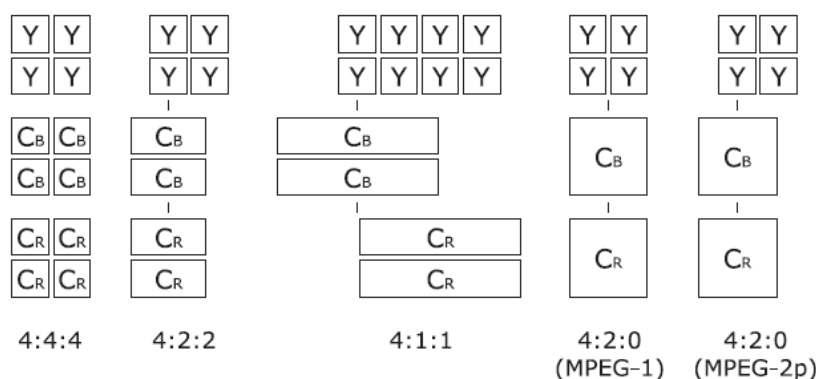 Y Y Y Y Y Y Y Y Y Y Y Y
Y Y Y Y Y Y Y Y Y Y Y Y
CB CB CB CB CB CB
CB CB CB CB
CR CR CR CR CR CR
CR CR CR CR
4:4:4 4:2:2 4:1:1 4:2:0 4:2:0
(MPEG-1) (MPEG-2p)